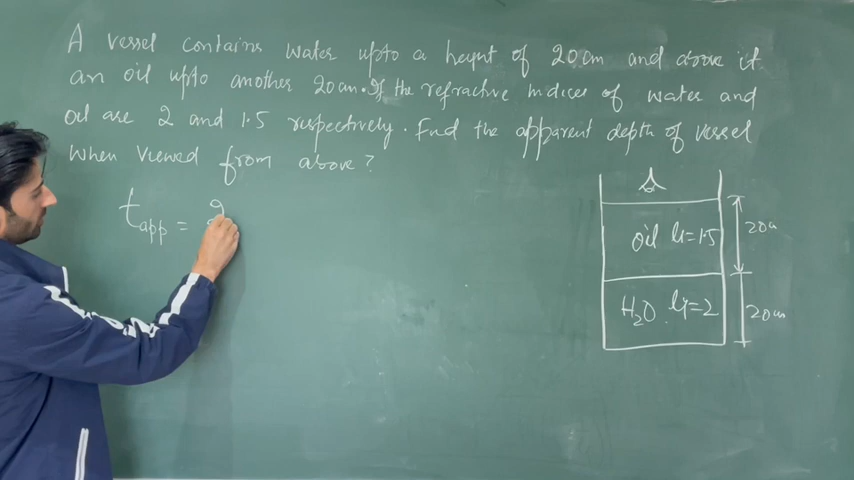 A vessel contains water upto a height of 20cm and above it
an oil upto another 20cm. If the refractive indices of water and
oil are 2 and 1.5 respectively. Find the apparent depth of vessel
when viewed from above?
t app =
20
Oil μ=1.5
H2O μ=2
20cm